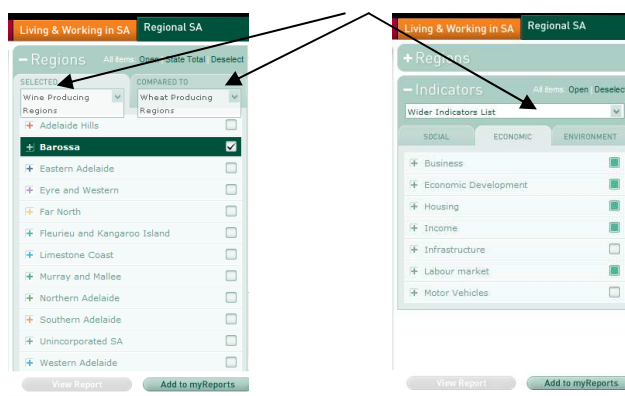 Living & Working in SA
Regional SA
Regions
All items Open State Total Deselect
SELECTED
COMPARED TO
Wine Producing
Regions
Wheat Producing
Regions
Adelaide Hills
Barossa
Eastern Adelaide
Eyre and Western
Far North
Fleurieu and Kangaroo Island
Limestone Coast
Murray and Mallee
Northern Adelaide
Southern Adelaide
Unincorporated SA
Western Adelaide
View Report
Add to myReports
Living & Working in SA
Regional SA
Regions
Indicators
All items Open Deselec
Wider Indicators List
SOCIAL
ECONOMIC
ENVIRONMENT
Business
Economic Development
Housing
Income
Infrastructure
Labour market
Motor Vehicles
View Report
Add to myReports